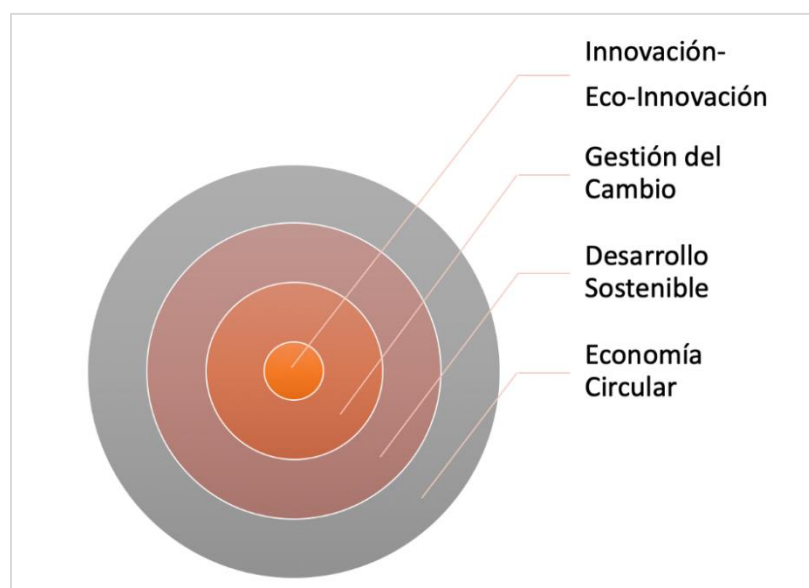 Innovación-
Eco-Innovación
Gestión del
Cambio
Desarrollo
Sostenible
Economía
Circular